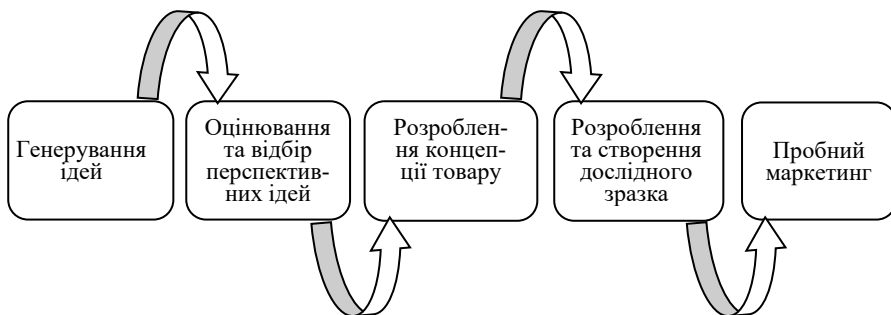 Генерування
ідей
Оцінювання
та відбір
перспектив-
них ідей
Розроблен-
ня концеп-
ції товару
Розроблення
та створення
дослідного
зразка
Пробний
маркетинг